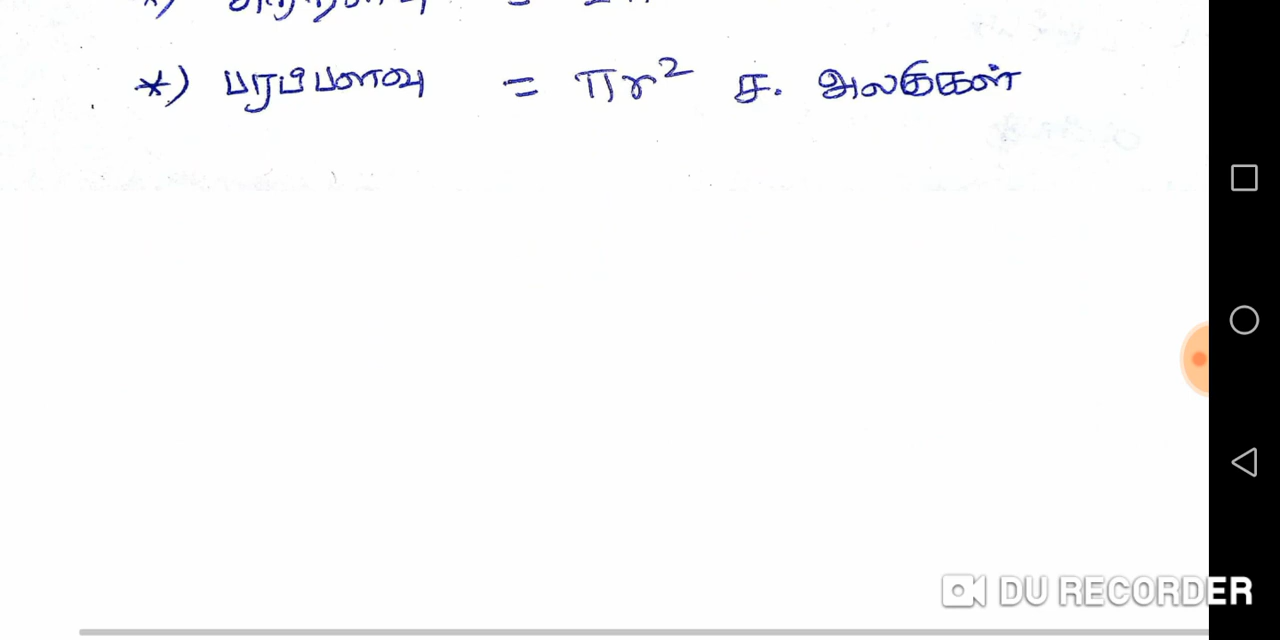 *) பரப்பளவு = πr² ச. அலகுகள்
DU RECORDER